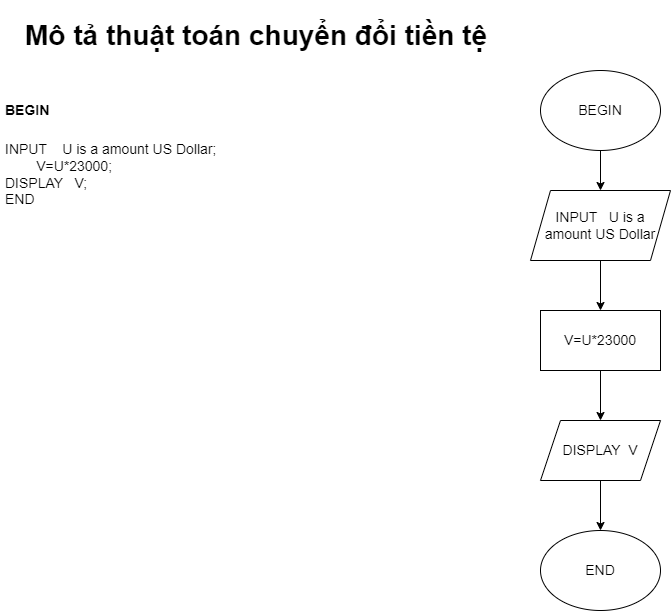 Mô tả thuật toán chuyển đổi tiền tệ
BEGIN
INPUT U is a amount US Dollar;
V=U*23000;
DISPLAY V;
END
BEGIN
INPUT U is a
amount US Dollar
V=U*23000
DISPLAY V
END